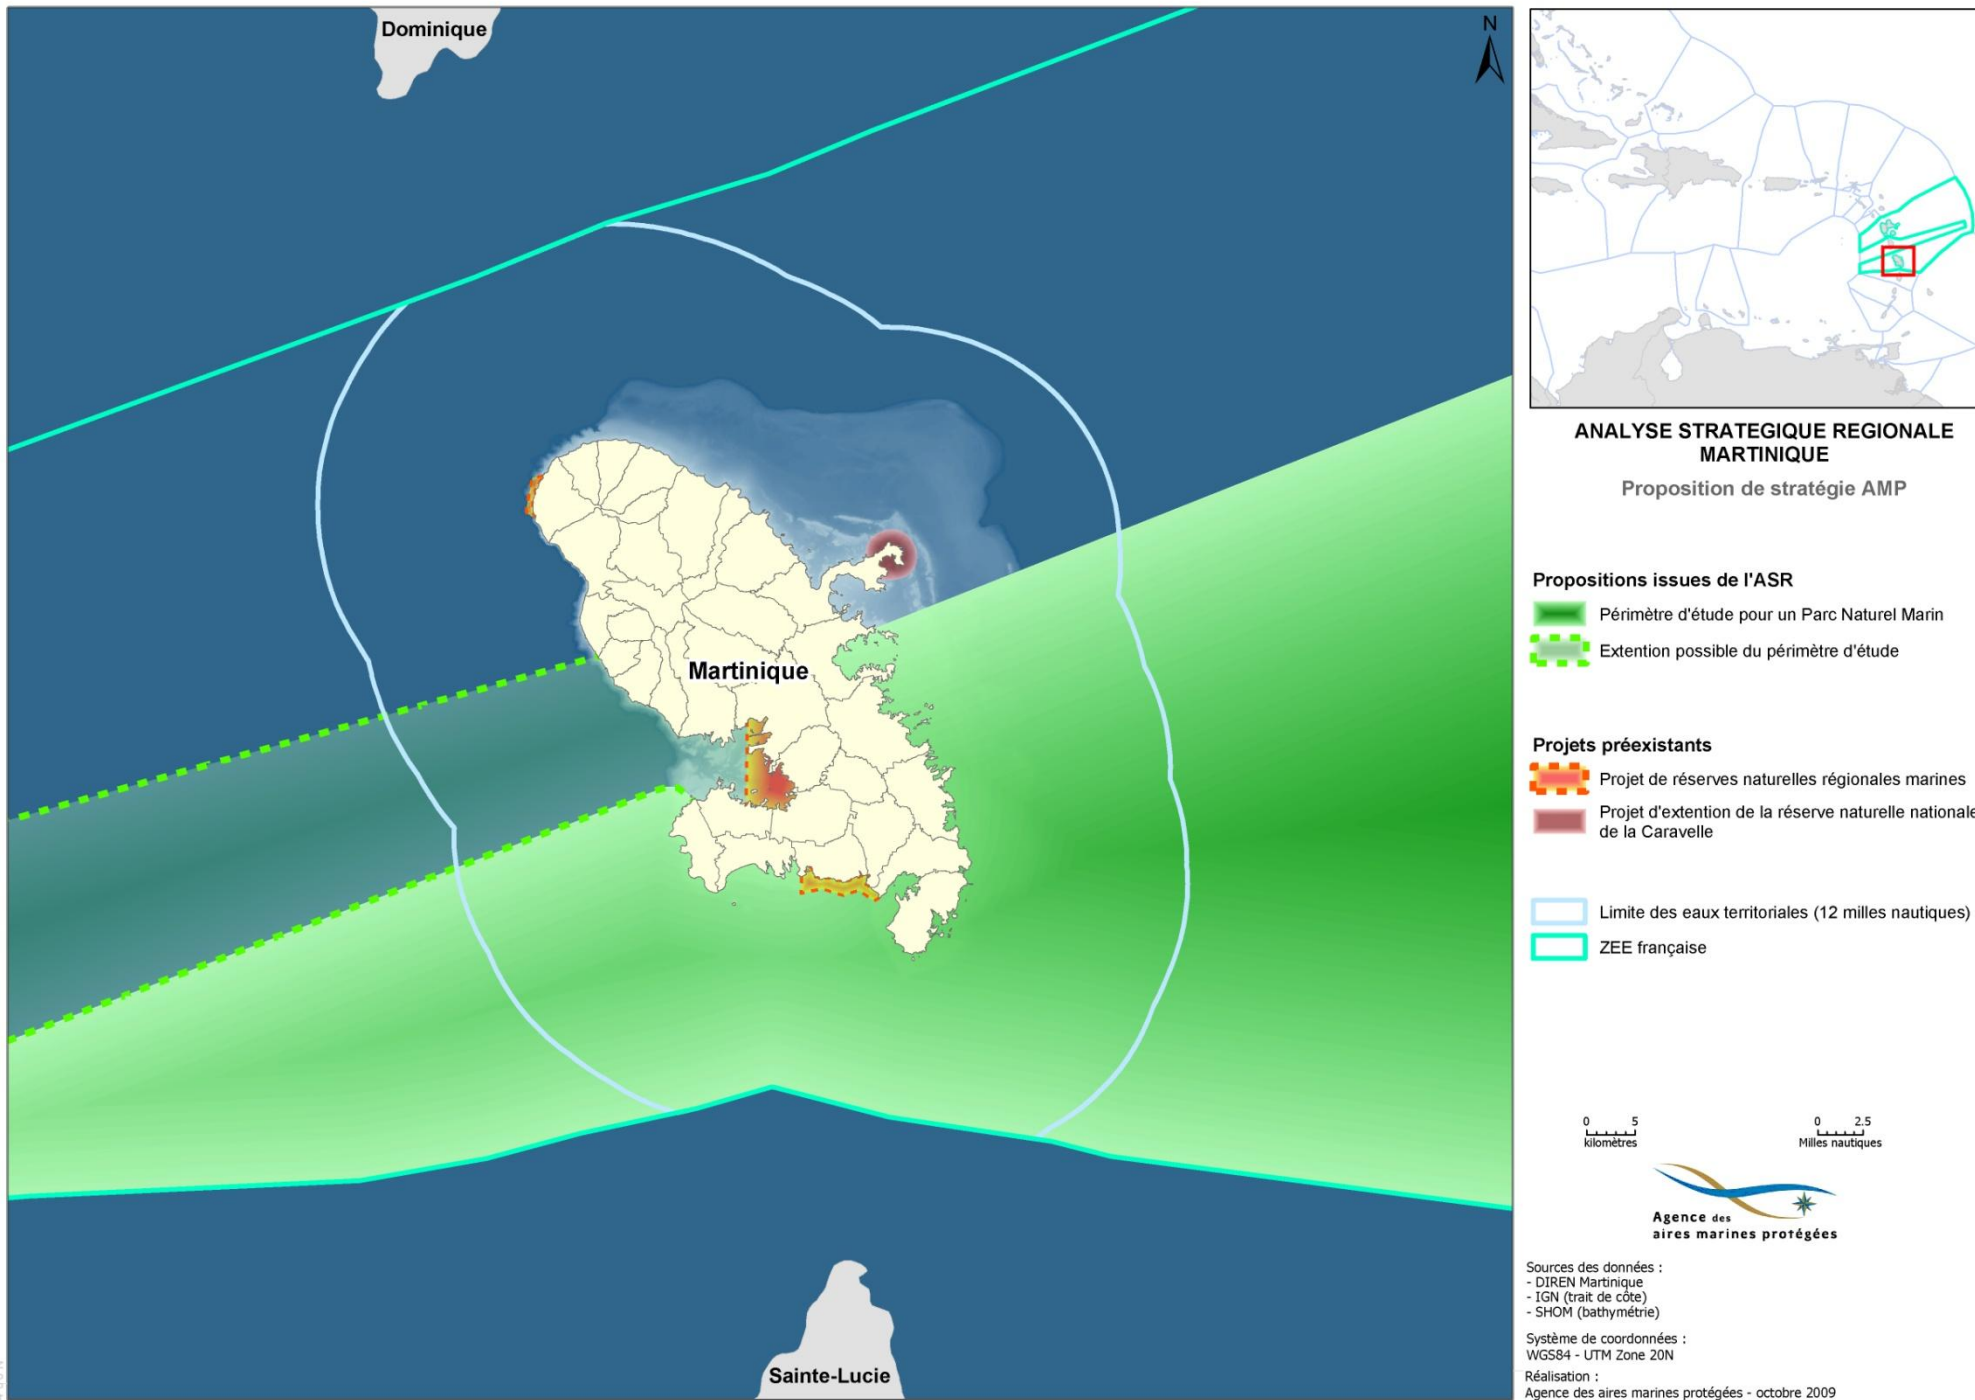 Dominique
N
Martinique
Sainte-Lucie
ANALYSE STRATEGIQUE REGIONALE
MARTINIQUE
Proposition de stratégie AMP
Propositions issues de l'ASR
Périmètre d'étude pour un Parc Naturel Marin
Extention possible du périmètre d'étude
Projets préexistants
Projet de réserves naturelles régionales marines
Projet d'extention de la réserve naturelle nationale
de la Caravelle
Limite des eaux territoriales (12 milles nautiques)
ZEE française
0 5
kilomètres
0 2.5
Milles nautiques
Agence des
aires marines protégées
Sources des données :
- DIREN Martinique
- IGN (trait de côte)
- SHOM (bathymétrie)
Système de coordonnées :
WGS84 - UTM Zone 20N
Réalisation :
Agence des aires marines protégées - octobre 2009